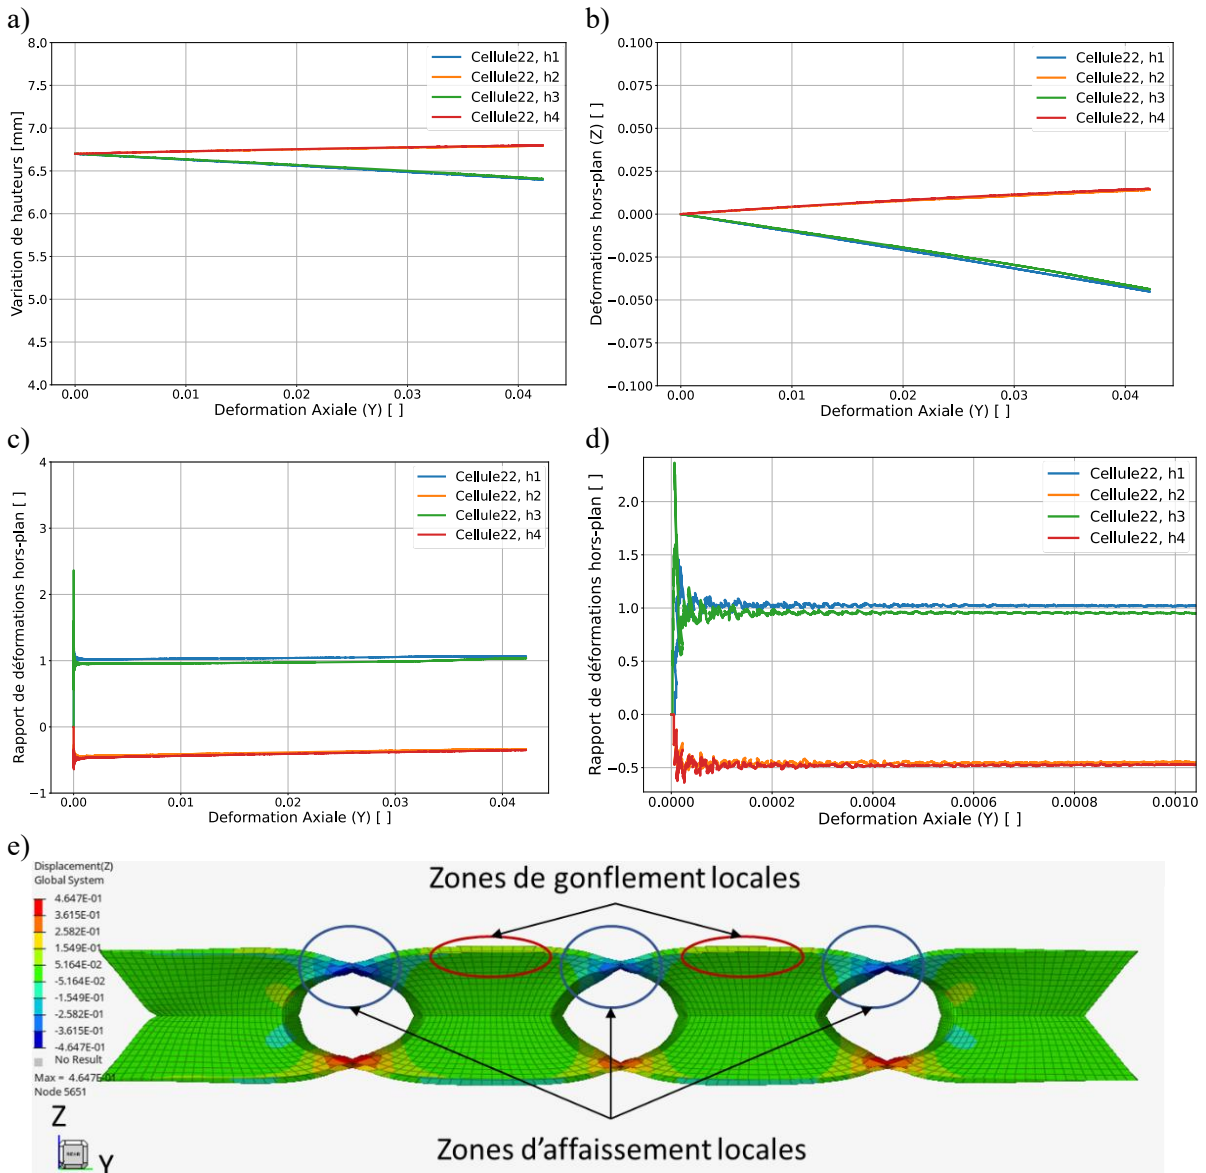 a)
8.0
7.5
7.0
6.5
6.0
5.5
5.0
4.5
4.0
Variation de hauteurs [mm]
Cellule22, h1
Cellule22, h2
Cellule22, h3
Cellule22, h4
0.00 0.01 0.02 0.03 0.04
Deformation Axiale (Y) [ ]
b)
0.100
0.075
0.050
0.025
0.000
−0.025
−0.050
−0.075
−0.100
Deformations hors-plan (Z) [ ]
Cellule22, h1
Cellule22, h2
Cellule22, h3
Cellule22, h4
0.00 0.01 0.02 0.03 0.04
Deformation Axiale (Y) [ ]
c)
4
3
2
1
0
−1
Rapport de déformations hors-plan [ ]
Cellule22, h1
Cellule22, h2
Cellule22, h3
Cellule22, h4
0.00 0.01 0.02 0.03 0.04
Deformation Axiale (Y) [ ]
d)
2.0
1.5
1.0
0.5
0.0
−0.5
Rapport de déformations hors-plan [ ]
Cellule22, h1
Cellule22, h2
Cellule22, h3
Cellule22, h4
0.0000 0.0002 0.0004 0.0006 0.0008 0.0010
Deformation Axiale (Y) [ ]
e)
Displacement(Z)
Global System
4.647E-01
3.615E-01
2.582E-01
1.549E-01
5.164E-02
-5.164E-02
-1.549E-01
-2.582E-01
-3.615E-01
-4.647E-01
No Result
Max = 4.647E-01
Node 5651
Zones de gonflement locales
Zones d'affaissement locales
Z
Y